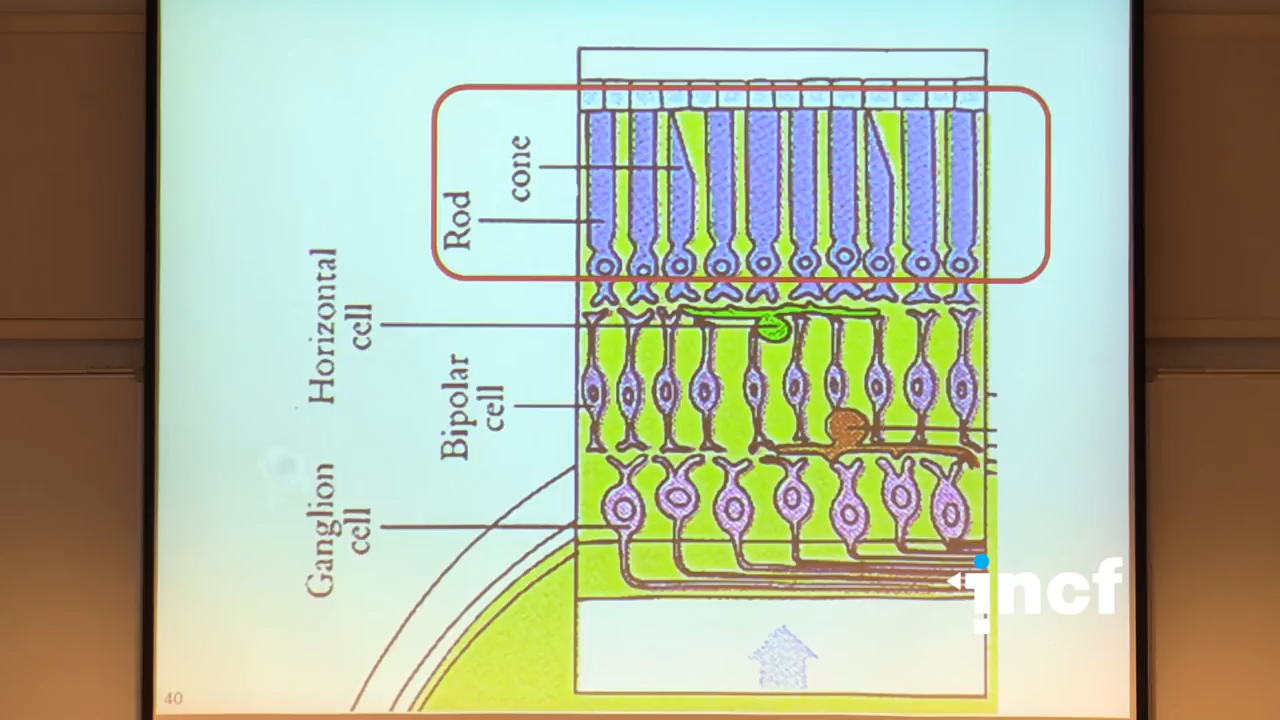 Rod
cone
Horizontal
cell
Bipolar
cell
Ganglion
cell
incf
40